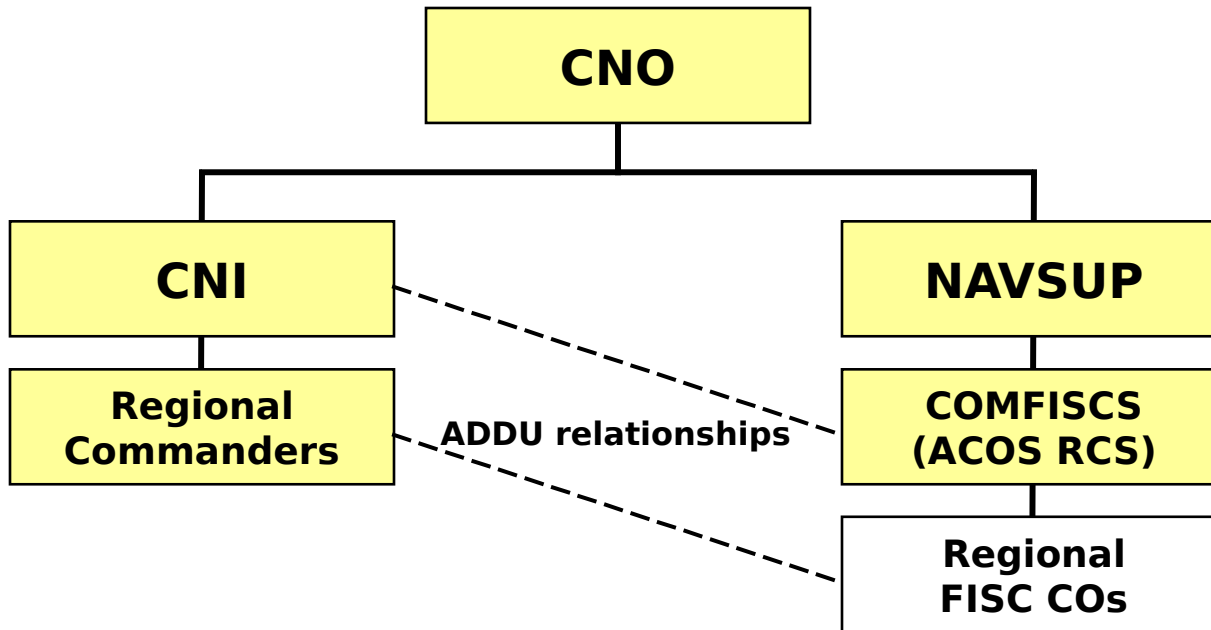 CNO
CNI
NAVSUP
Regional
Commanders
ADDU relationships
COMFISCS
(ACOS RCS)
Regional
FISC COs